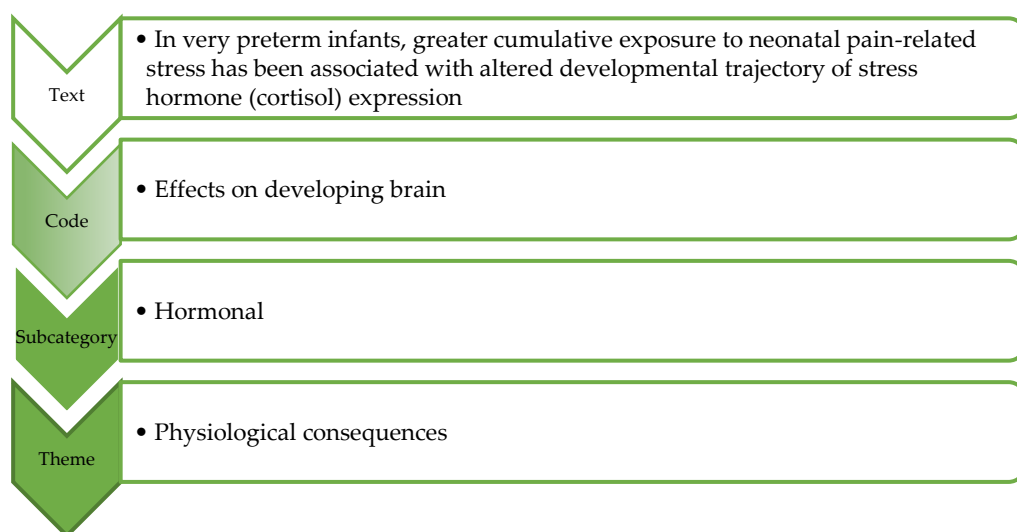 Text
• In very preterm infants, greater cumulative exposure to neonatal pain-related
stress has been associated with altered developmental trajectory of stress
hormone (cortisol) expression
Code
• Effects on developing brain
Subcategory
• Hormonal
Theme
• Physiological consequences